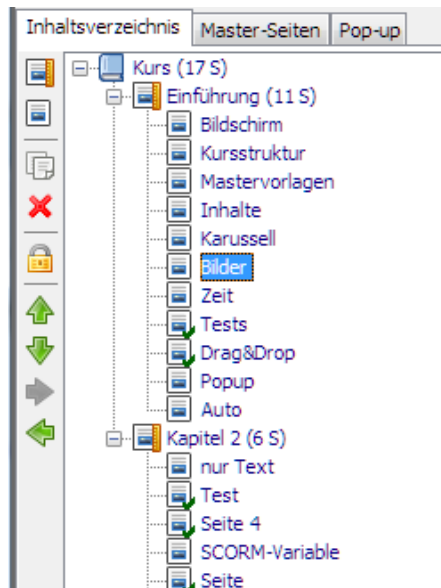 Inhaltsverzeichnis Master-Seiten Pop-up
Kurs (17 S)
Einführung (11 S)
Bildschirm
Kursstruktur
Mastervorlagen
Inhalte
Karussell
Bilder
Zeit
Tests
Drag&Drop
Popup
Auto
Kapitel 2 (6 S)
nur Text
Test
Seite 4
SCORM-Variable
Seite